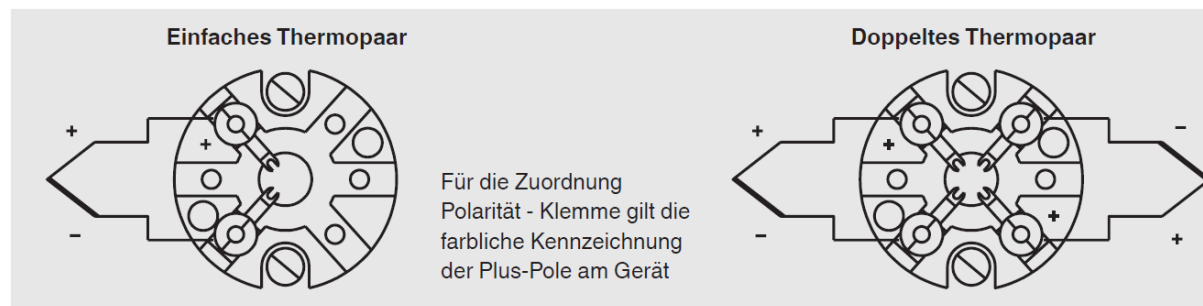 Einfaches Thermopaar
Doppeltes Thermopaar
+
+
−
Für die Zuordnung
Polarität - Klemme gilt die
farbliche Kennzeichnung
der Plus-Pole am Gerät
+
+
−
−
+
+